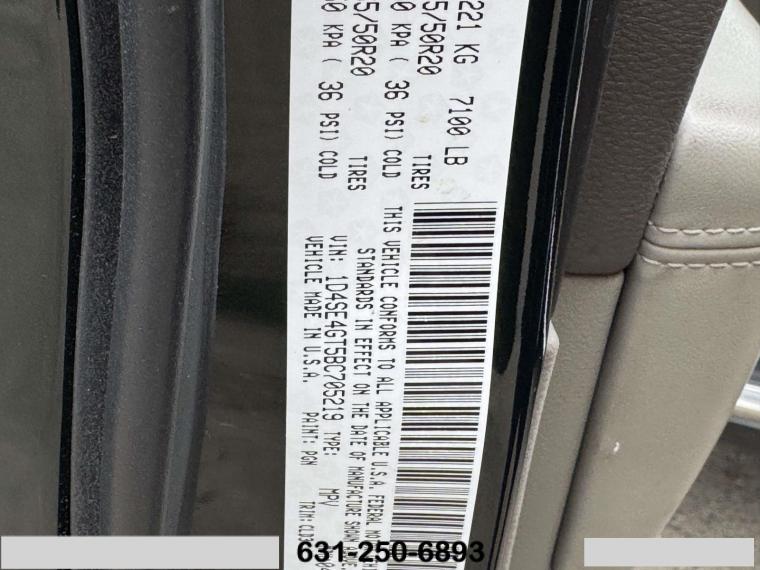 221 KG 7100 LB
5/50R20 TIRES
0 KPA ( 36 PSI) COLD
5/50R20 TIRES
0 KPA ( 36 PSI) COLD
THIS VEHICLE CONFORMS TO ALL APPLICABLE U.S.A. FEDERAL
STANDARDS IN EFFECT ON THE DATE OF MANUFACTURE SHOWN
VIN: 1D4SE4GT5BC705219 TYPE: MPV
VEHICLE MADE IN U.S.A. PAINT: PGM TRIM:
631-250-6893